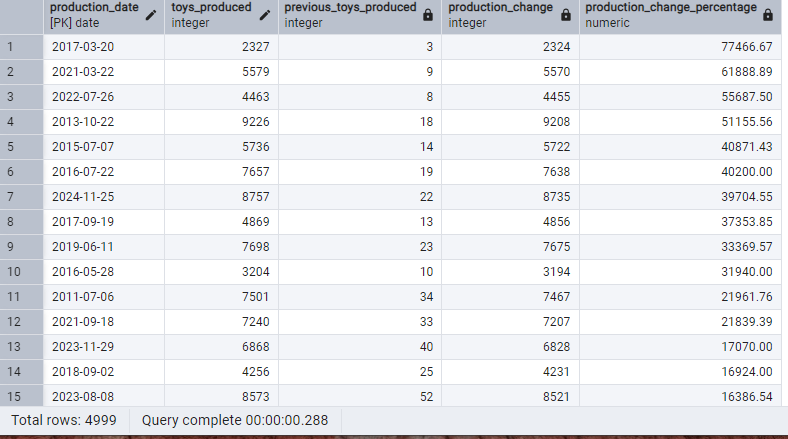 production_date toys_produced previous_toys_produced production_change production_change_percentage
[PK] date integer integer integer numeric
1 2017-03-20 2327 3 2324 77466.67
2 2021-03-22 5579 9 5570 61888.89
3 2022-07-26 4463 8 4455 55687.50
4 2013-10-22 9226 18 9208 51155.56
5 2015-07-07 5736 14 5722 40871.43
6 2016-07-22 7657 19 7638 40200.00
7 2024-11-25 8757 22 8735 39704.55
8 2017-09-19 4869 13 4856 37353.85
9 2019-06-11 7698 23 7675 33369.57
10 2016-05-28 3204 10 3194 31940.00
11 2011-07-06 7501 34 7467 21961.76
12 2021-09-18 7240 33 7207 21839.39
13 2023-11-29 6868 40 6828 17070.00
14 2018-09-02 4256 25 4231 16924.00
15 2023-08-08 8573 52 8521 16386.54
Total rows: 4999 Query complete 00:00:00.288